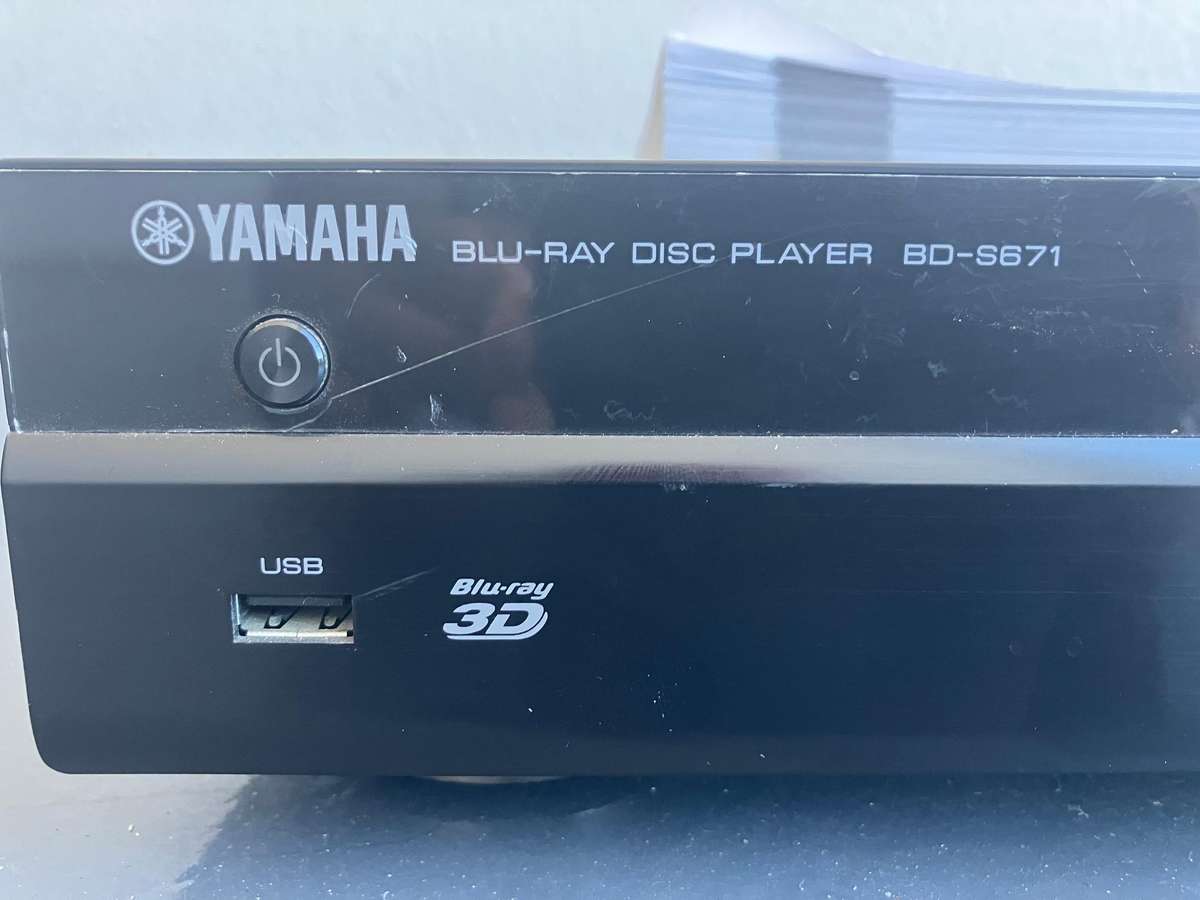 YAMAHA BLU-RAY DISC PLAYER BD-S671
USB
Blu-ray
3D